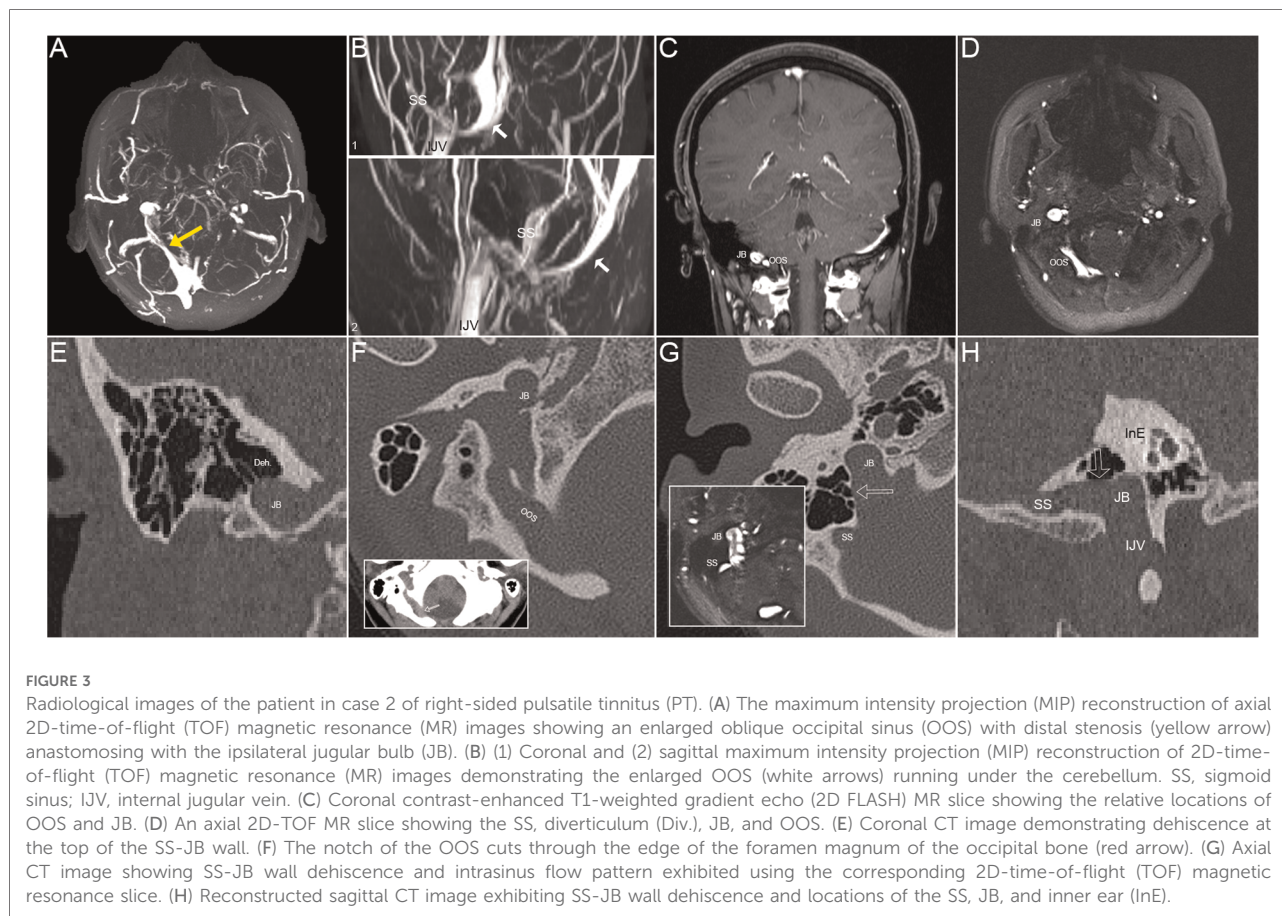 A
B
C
D
SS
IJV
1
SS
IJV
2
JB
OOS
JB
OOS
E
F
G
H
Deh.
JB
JB
OOS
JB
SS
JB
SS
InE
SS
JB
IJV
FIGURE 3
Radiological images of the patient in case 2 of right-sided pulsatile tinnitus (PT). (A) The maximum intensity projection (MIP) reconstruction of axial
2D-time-of-flight (TOF) magnetic resonance (MR) images showing an enlarged oblique occipital sinus (OOS) with distal stenosis (yellow arrow)
anastomosing with the ipsilateral jugular bulb (JB). (B) (1) Coronal and (2) sagittal maximum intensity projection (MIP) reconstruction of 2D-time-
of-flight (TOF) magnetic resonance (MR) images demonstrating the enlarged OOS (white arrows) running under the cerebellum. SS, sigmoid
sinus; IJV, internal jugular vein. (C) Coronal contrast-enhanced T1-weighted gradient echo (2D FLASH) MR slice showing the relative locations of
OOS and JB. (D) An axial 2D-TOF MR slice showing the SS, diverticulum (Div.), JB, and OOS. (E) Coronal CT image demonstrating dehiscence at
the top of the SS-JB wall. (F) The notch of the OOS cuts through the edge of the foramen magnum of the occipital bone (red arrow). (G) Axial
CT image showing SS-JB wall dehiscence and intrasinus flow pattern exhibited using the corresponding 2D-time-of-flight (TOF) magnetic
resonance slice. (H) Reconstructed sagittal CT image exhibiting SS-JB wall dehiscence and locations of the SS, JB, and inner ear (InE).